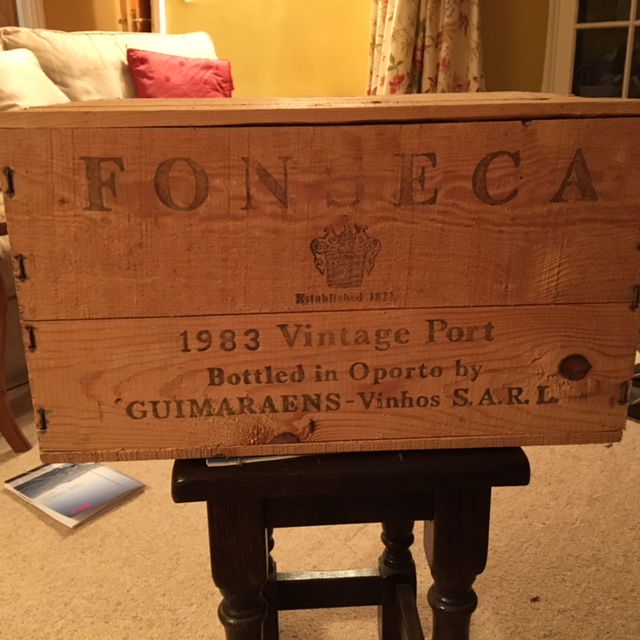 FONSECA
Established 1822
1983 Vintage Port
Bottled in Oporto by
GUIMARAENS-Vinhos S.A.R.L.